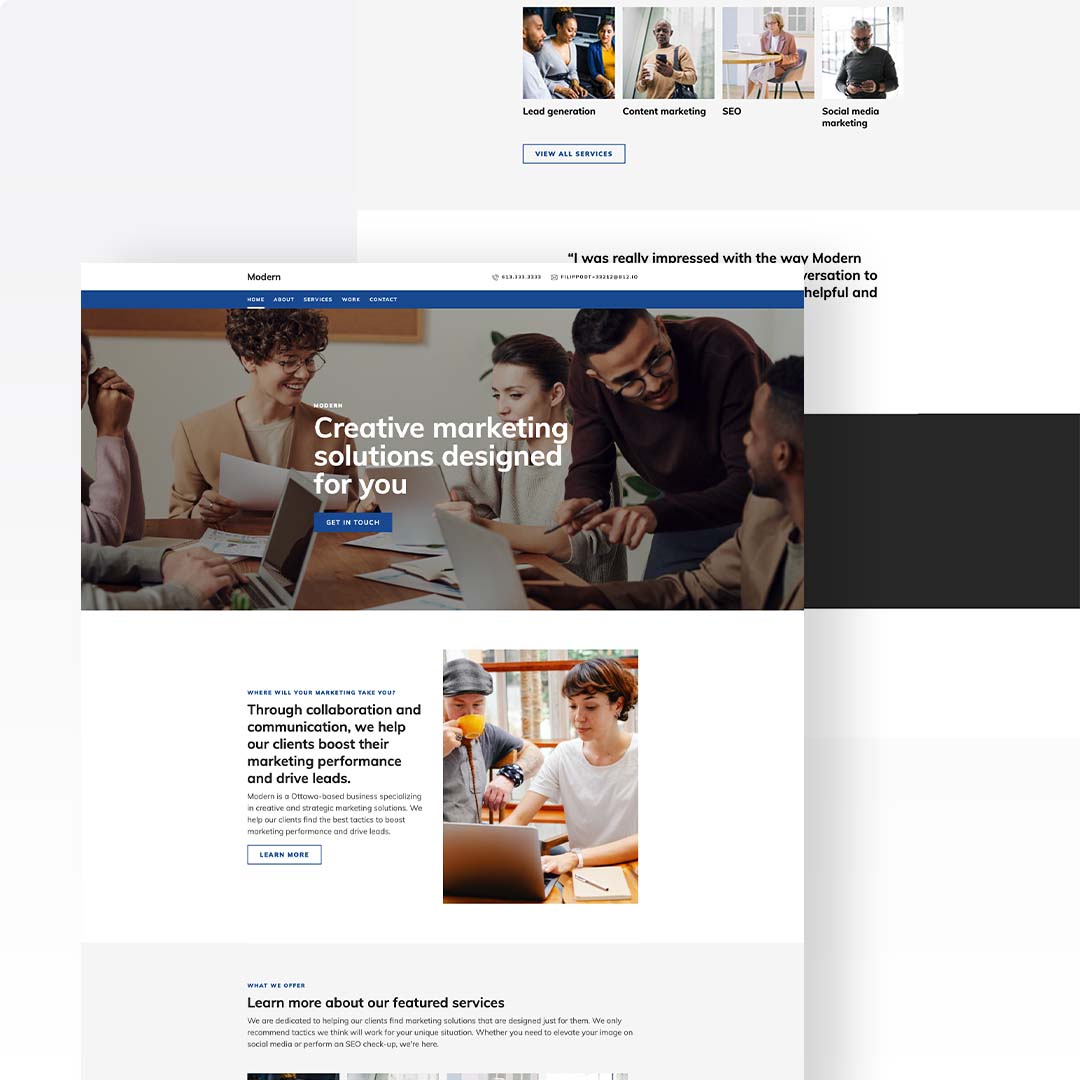 Lead generation
Content marketing
SEO
Social media
marketing
VIEW ALL SERVICES
“I was really impressed with the way Modern
versation to
helpful and
Modern
613.333.3333
FILIPPODT+33212@B12.IO
HOME ABOUT SERVICES WORK CONTACT
MODERN
Creative marketing
solutions designed
for you
GET IN TOUCH
WHERE WILL YOUR MARKETING TAKE YOU?
Through collaboration and
communication, we help
our clients boost their
marketing performance
and drive leads.
Modern is a Ottawa-based business specializing
in creative and strategic marketing solutions. We
help our clients find the best tactics to boost
marketing performance and drive leads.
LEARN MORE
WHAT WE OFFER
Learn more about our featured services
We are dedicated to helping our clients find marketing solutions that are designed just for them. We only
recommend tactics we think will work for your unique situation. Whether you need to elevate your image on
social media or perform an SEO check-up, we're here.